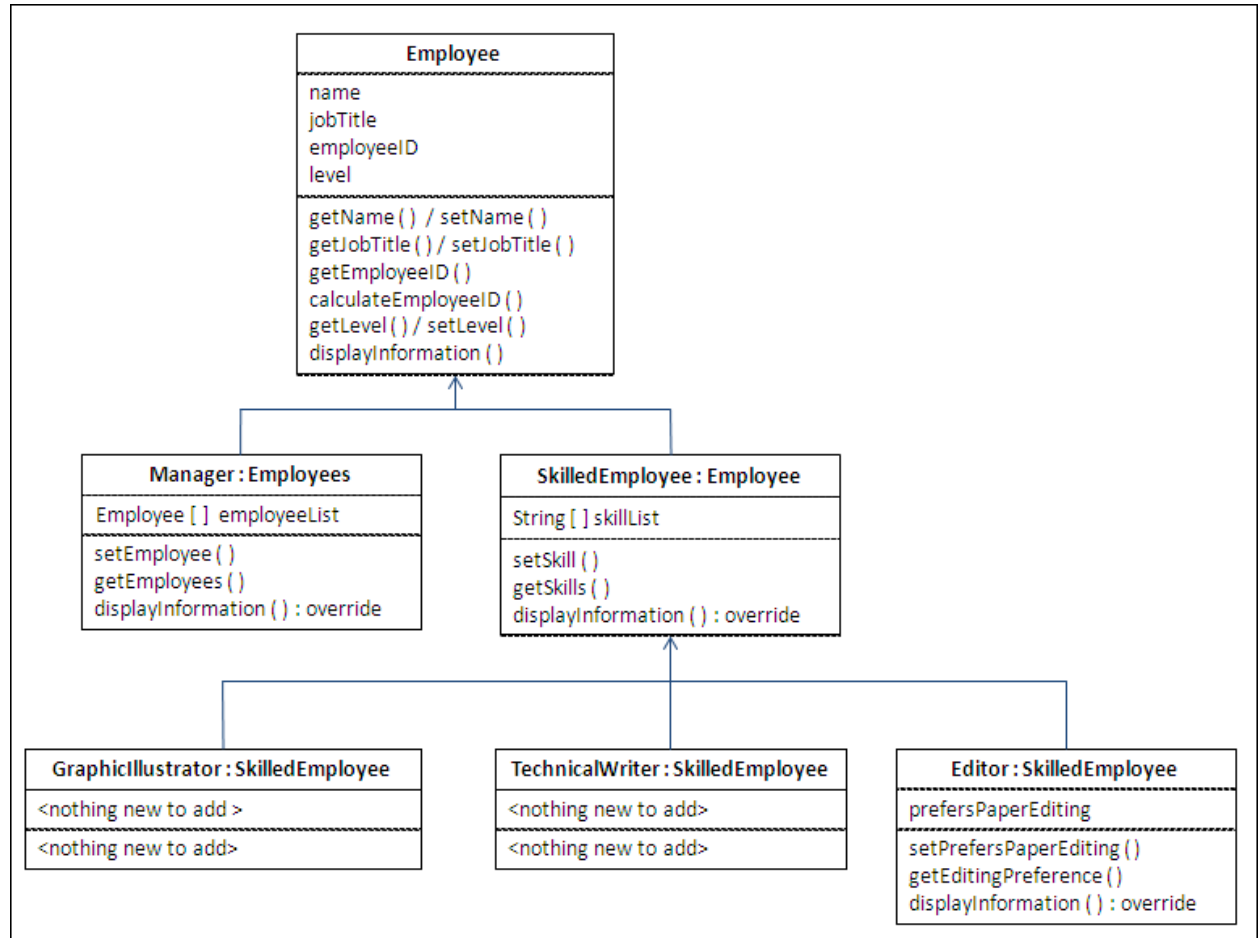 Employee
name
jobTitle
employeeID
level
getName ( ) / setName ( )
getJobTitle ( ) / setJobTitle ( )
getEmployeeID ( )
calculateEmployeeID ( )
getLevel ( ) / setLevel ( )
displayInformation ( )
Manager : Employees
Employee [ ] employeeList
setEmployee ( )
getEmployees ( )
displayInformation ( ) : override
SkilledEmployee : Employee
String [ ] skillList
setSkill ( )
getSkills ( )
displayInformation ( ) : override
GraphicIllustrator : SkilledEmployee
<nothing new to add >
<nothing new to add>
TechnicalWriter : SkilledEmployee
<nothing new to add>
<nothing new to add>
Editor : SkilledEmployee
prefersPaperEditing
setPrefersPaperEditing ( )
getEditingPreference ( )
displayInformation ( ) : override